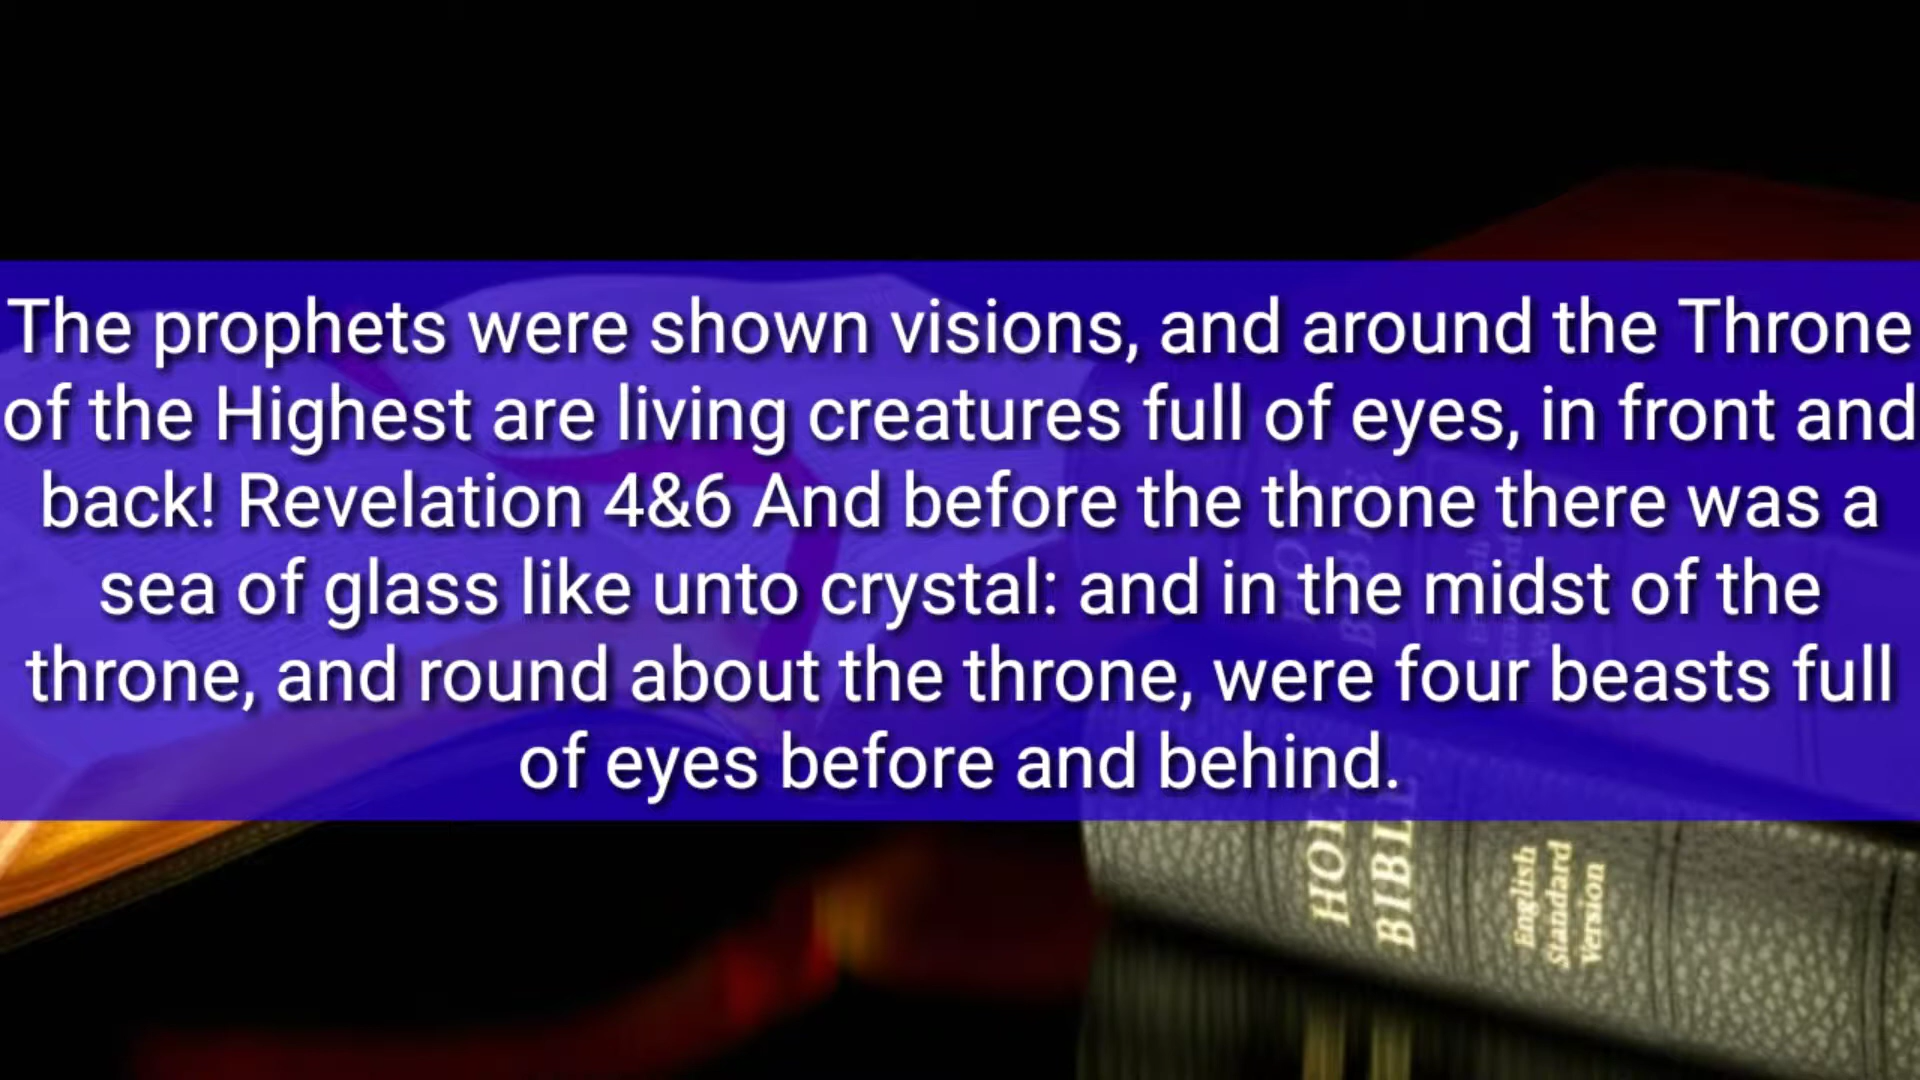 The prophets were shown visions, and around the Throne
of the Highest are living creatures full of eyes, in front and
back! Revelation 4&6 And before the throne there was a
sea of glass like unto crystal: and in the midst of the
throne, and round about the throne, were four beasts full
of eyes before and behind.
HOLY
BIBLE
English
Standard
Version